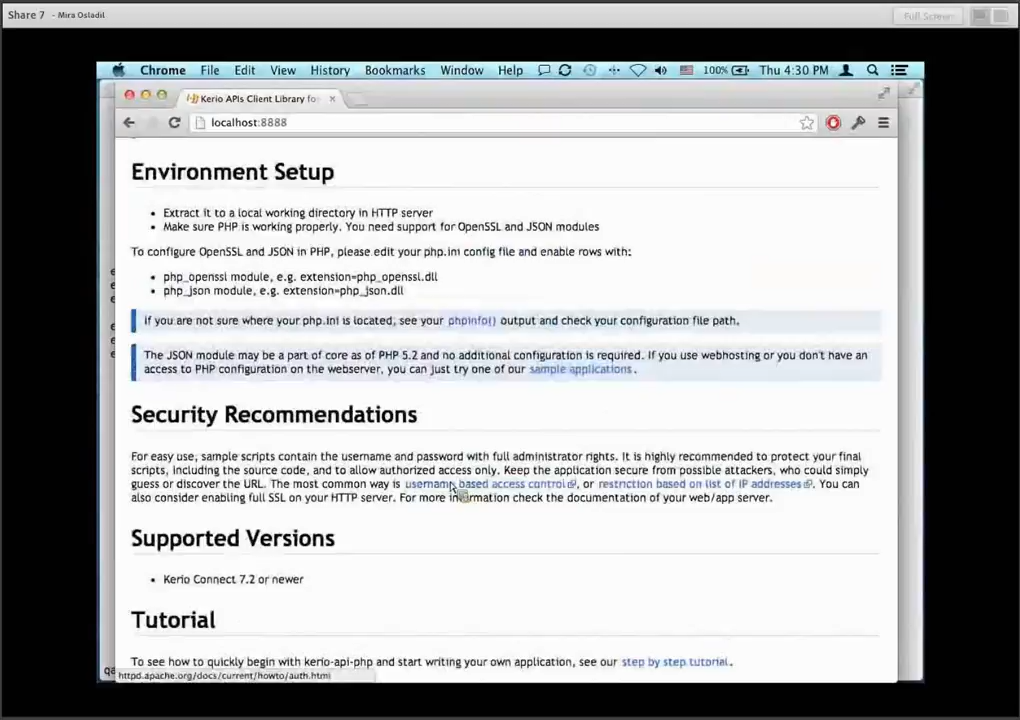 Share 7 - Mira Osladil
Full Screen
Chrome File Edit View History Bookmarks Window Help 100% Thu 4:30 PM
Kerio APIs Client Library for
localhost:8888
Environment Setup
• Extract it to a local working directory in HTTP server
• Make sure PHP is working properly. You need support for OpenSSL and JSON modules
To configure OpenSSL and JSON in PHP, please edit your php.ini config file and enable rows with:
• php_openssl module, e.g. extension=php_openssl.dll
• php_json module, e.g. extension=php_json.dll
If you are not sure where your php.ini is located, see your phpinfo() output and check your configuration file path.
The JSON module may be a part of core as of PHP 5.2 and no additional configuration is required. If you use webhosting or you don't have an
access to PHP configuration on the webserver, you can just try one of our sample applications.
Security Recommendations
For easy use, sample scripts contain the username and password with full administrator rights. It is highly recommended to protect your final
scripts, including the source code, and to allow authorized access only. Keep the application secure from possible attackers, who could simply
guess or discover the URL. The most common way is username based access control, or restriction based on list of IP addresses. You can
also consider enabling full SSL on your HTTP server. For more information check the documentation of your web/app server.
Supported Versions
• Kerio Connect 7.2 or newer
Tutorial
To see how to quickly begin with kerio-api-php and start writing your own application, see our step by step tutorial.
httpd.apache.org/docs/current/howto/auth.html